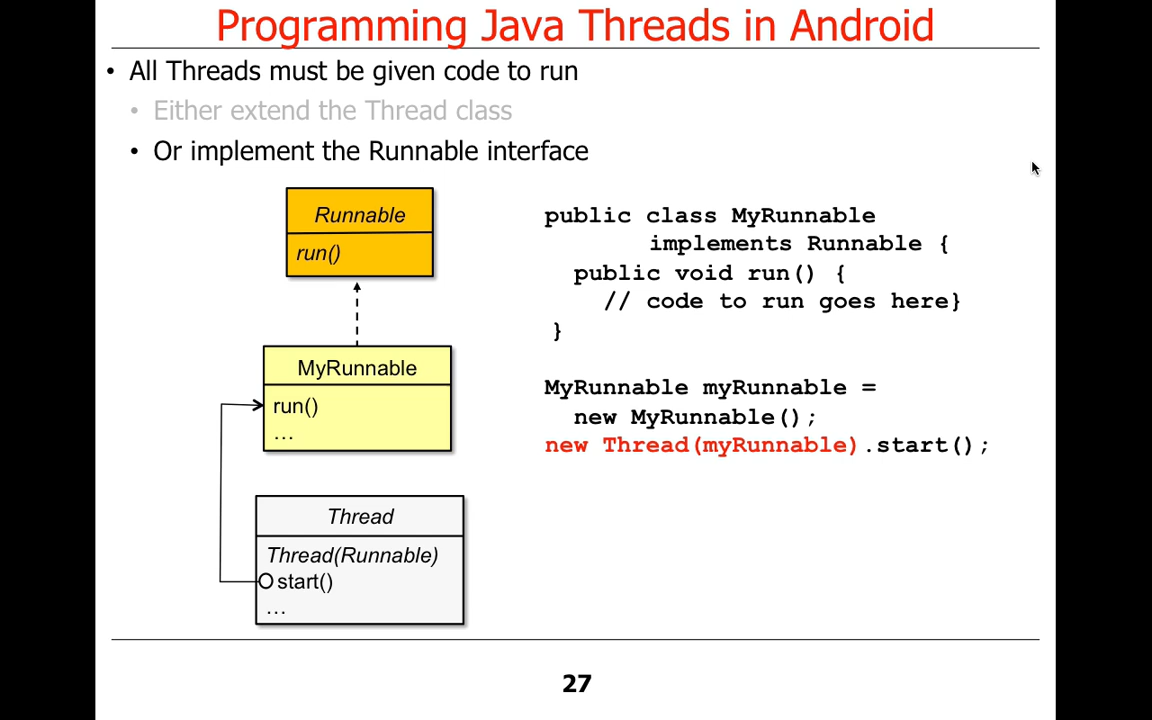 Programming Java Threads in Android
• All Threads must be given code to run
• Either extend the Thread class
• Or implement the Runnable interface
Runnable
run()
MyRunnable
run()
…
Thread
Thread(Runnable)
start()
…
public class MyRunnable
implements Runnable {
public void run() {
// code to run goes here}
}
MyRunnable myRunnable =
new MyRunnable();
new Thread(myRunnable).start();
27